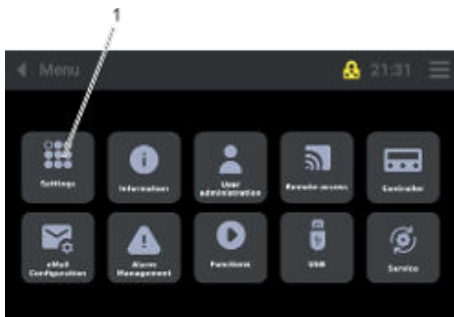 1
Menu
21:31
Settings
Information
User
administration
Remote access
Controller
eMail
Configuration
Alarm
Management
Functions
USB
Service